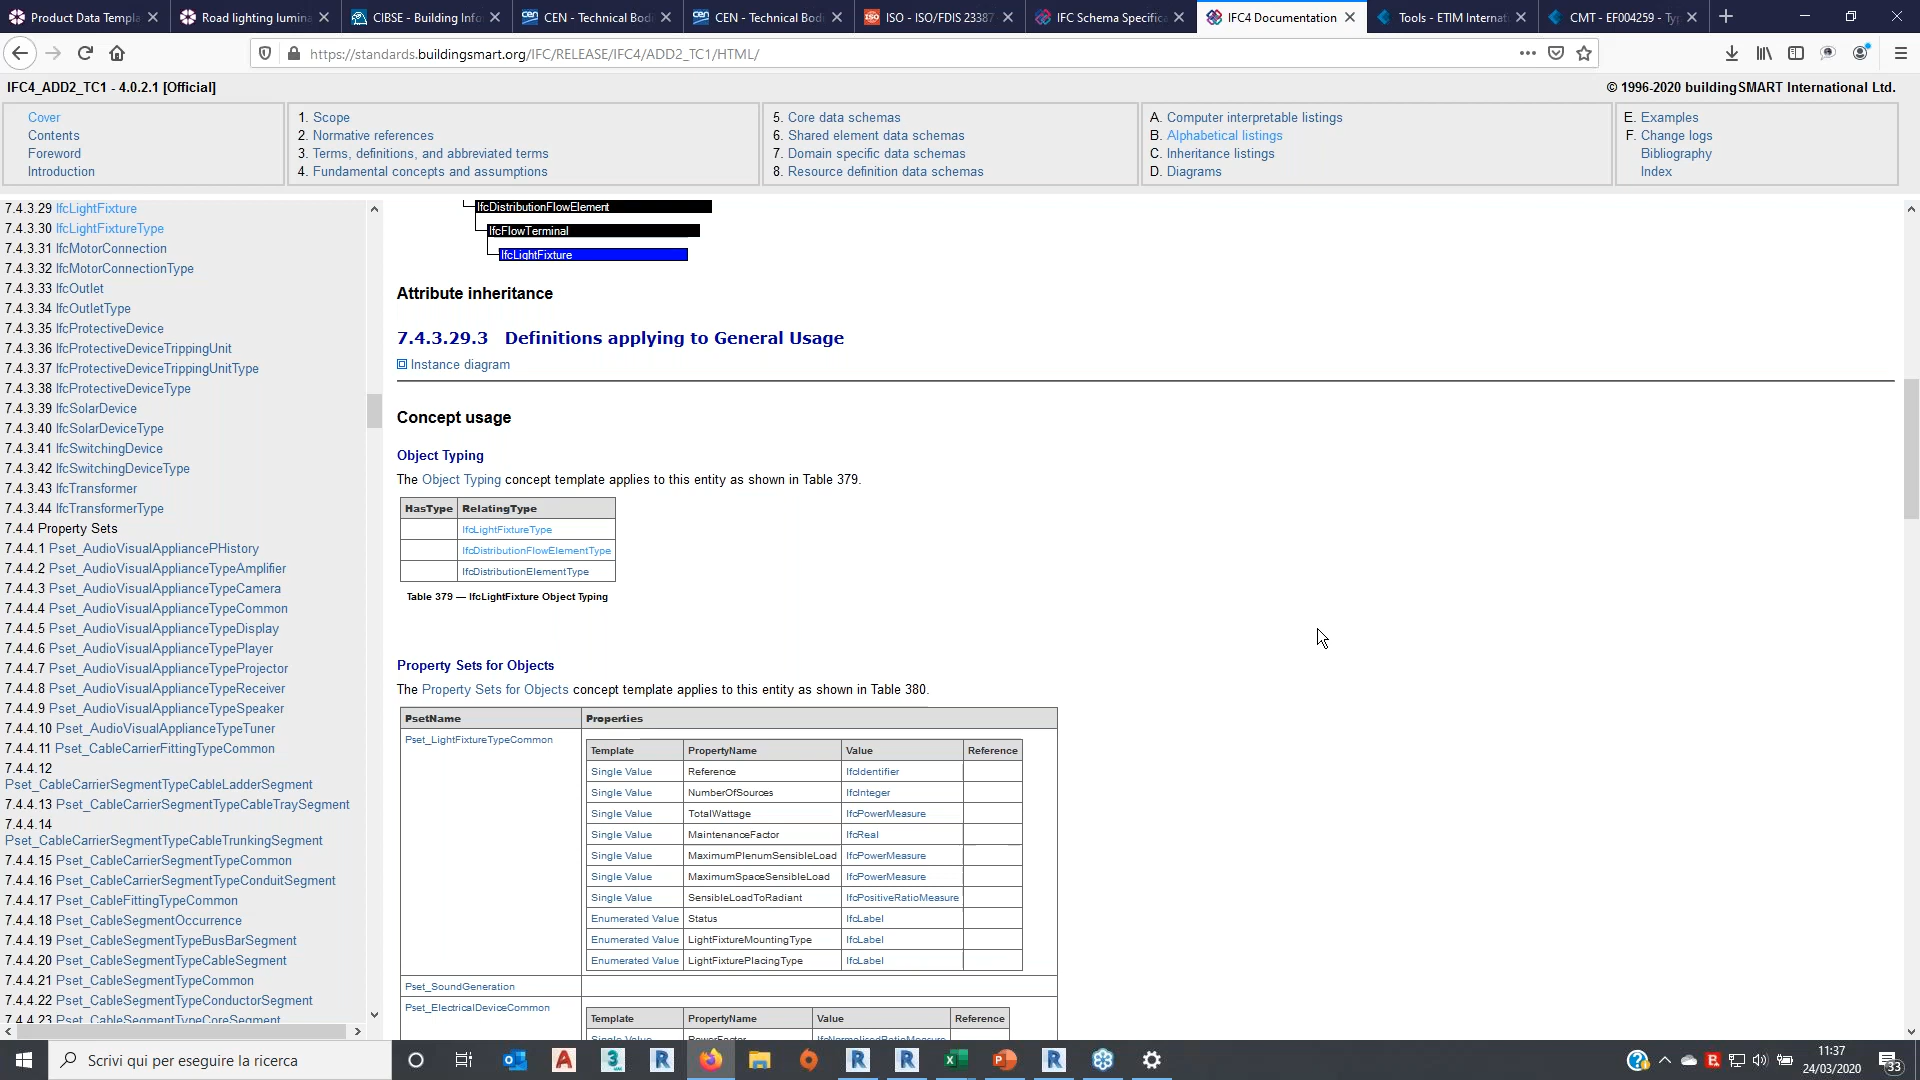 Product Data Templa
Road lighting lumina
CIBSE - Building Info
CEN - Technical Bodi
CEN - Technical Bodi
ISO - ISO/FDIS 23387
IFC Schema Specifica
IFC4 Documentation
Tools - ETIM Internati
CMT - EF004259 - Typ
https://standards.buildingsmart.org/IFC/RELEASE/IFC4/ADD2_TC1/HTML/
IFC4_ADD2_TC1 - 4.0.2.1 [Official]
© 1996-2020 buildingSMART International Ltd.
Cover
Contents
Foreword
Introduction
1. Scope
2. Normative references
3. Terms, definitions, and abbreviated terms
4. Fundamental concepts and assumptions
5. Core data schemas
6. Shared element data schemas
7. Domain specific data schemas
8. Resource definition data schemas
A. Computer interpretable listings
B. Alphabetical listings
C. Inheritance listings
D. Diagrams
E. Examples
F. Change logs
Bibliography
Index
7.4.3.29 IfcLightFixture
7.4.3.30 IfcLightFixtureType
7.4.3.31 IfcMotorConnection
7.4.3.32 IfcMotorConnectionType
7.4.3.33 IfcOutlet
7.4.3.34 IfcOutletType
7.4.3.35 IfcProtectiveDevice
7.4.3.36 IfcProtectiveDeviceTrippingUnit
7.4.3.37 IfcProtectiveDeviceTrippingUnitType
7.4.3.38 IfcProtectiveDeviceType
7.4.3.39 IfcSolarDevice
7.4.3.40 IfcSolarDeviceType
7.4.3.41 IfcSwitchingDevice
7.4.3.42 IfcSwitchingDeviceType
7.4.3.43 IfcTransformer
7.4.3.44 IfcTransformerType
7.4.4 Property Sets
7.4.4.1 Pset_AudioVisualAppliancePHistory
7.4.4.2 Pset_AudioVisualApplianceTypeAmplifier
7.4.4.3 Pset_AudioVisualApplianceTypeCamera
7.4.4.4 Pset_AudioVisualApplianceTypeCommon
7.4.4.5 Pset_AudioVisualApplianceTypeDisplay
7.4.4.6 Pset_AudioVisualApplianceTypePlayer
7.4.4.7 Pset_AudioVisualApplianceTypeProjector
7.4.4.8 Pset_AudioVisualApplianceTypeReceiver
7.4.4.9 Pset_AudioVisualApplianceTypeSpeaker
7.4.4.10 Pset_AudioVisualApplianceTypeTuner
7.4.4.11 Pset_CableCarrierFittingTypeCommon
7.4.4.12
Pset_CableCarrierSegmentTypeCableLadderSegment
7.4.4.13 Pset_CableCarrierSegmentTypeCableTraySegment
7.4.4.14
Pset_CableCarrierSegmentTypeCableTrunkingSegment
7.4.4.15 Pset_CableCarrierSegmentTypeCommon
7.4.4.16 Pset_CableCarrierSegmentTypeConduitSegment
7.4.4.17 Pset_CableFittingTypeCommon
7.4.4.18 Pset_CableSegmentOccurrence
7.4.4.19 Pset_CableSegmentTypeBusBarSegment
7.4.4.20 Pset_CableSegmentTypeCableSegment
7.4.4.21 Pset_CableSegmentTypeCommon
7.4.4.22 Pset_CableSegmentTypeConductorSegment
7.4.4.23 Pset_CableSegmentTypeCoreSegment
IfcDistributionFlowElement
IfcFlowTerminal
IfcLightFixture
Attribute inheritance
7.4.3.29.3 Definitions applying to General Usage
Instance diagram
Concept usage
Object Typing
The Object Typing concept template applies to this entity as shown in Table 379.
HasType RelatingType
IfcLightFixtureType
IfcDistributionFlowElementType
IfcDistributionElementType
Table 379 — IfcLightFixture Object Typing
Property Sets for Objects
The Property Sets for Objects concept template applies to this entity as shown in Table 380.
PsetName Properties
Pset_LightFixtureTypeCommon
Template PropertyName Value Reference
Single Value Reference IfcIdentifier
Single Value NumberOfSources IfcInteger
Single Value TotalWattage IfcPowerMeasure
Single Value MaintenanceFactor IfcReal
Single Value MaximumPlenumSensibleLoad IfcPowerMeasure
Single Value MaximumSpaceSensibleLoad IfcPowerMeasure
Single Value SensibleLoadToRadiant IfcPositiveRatioMeasure
Enumerated Value Status IfcLabel
Enumerated Value LightFixtureMountingType IfcLabel
Enumerated Value LightFixturePlacingType IfcLabel
Pset_SoundGeneration
Pset_ElectricalDeviceCommon
Template PropertyName Value Reference
Single Value PowerFactor IfcNormalisedRatioMeasure
Scrivi qui per eseguire la ricerca
11:37
24/03/2020
33